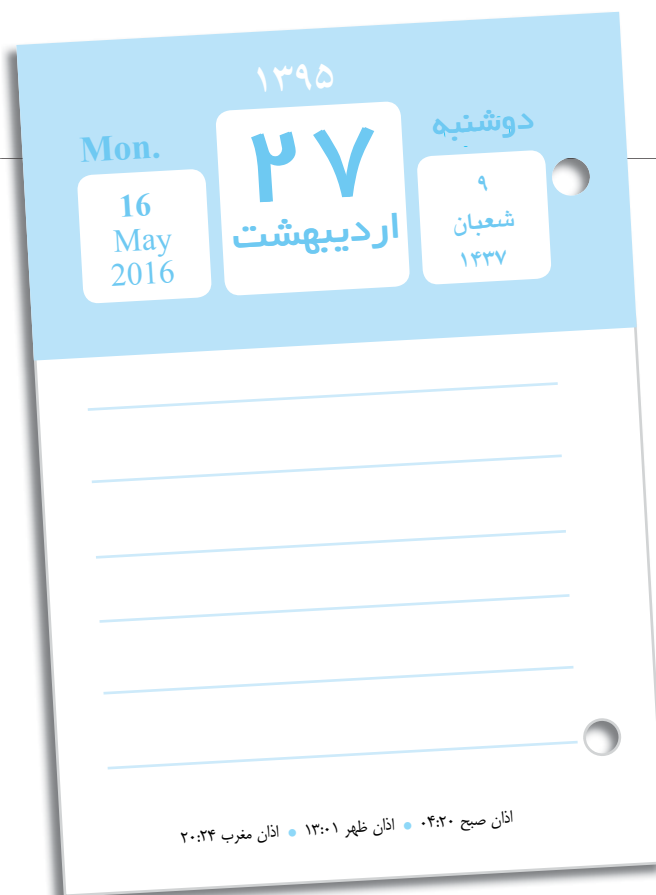 ۱۳۹۵
دوشنبه
۹
شعبان
۱۴۳۷
۲۷
اردیبهشت
Mon.
16
May
2016
اذان صبح ۰۴:۲۰ • اذان ظهر ۱۳:۰۱ • اذان مغرب ۲۰:۲۴